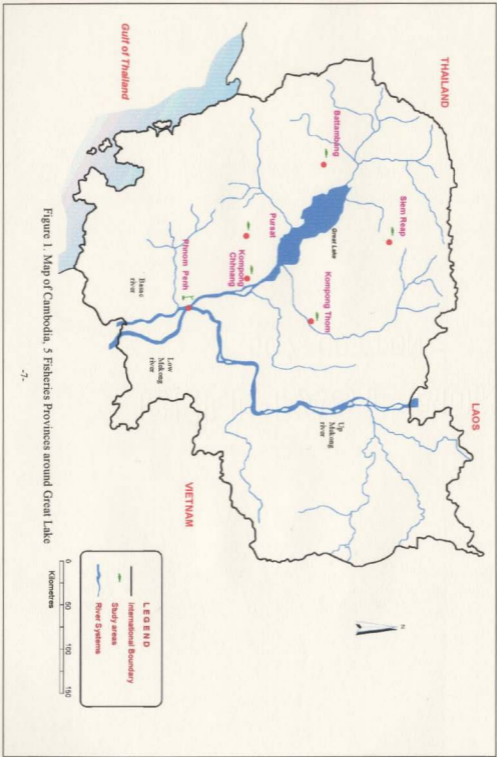 THAILAND
LAOS
Siem Reap
Battambang
Great Lake
Kompong Thom
Pursat
Kompong
Chhnang
Up
Mekong
river
Phnom Penh
Gulf of Thailand
Low
Mekong
river
Bassac
river
VIETNAM
N
LEGEND
International Boundary
Study areas
River Systems
0 50 100 150
Kilometres
Figure 1. Map of Cambodia, 5 Fisheries Provinces around Great Lake
-7-